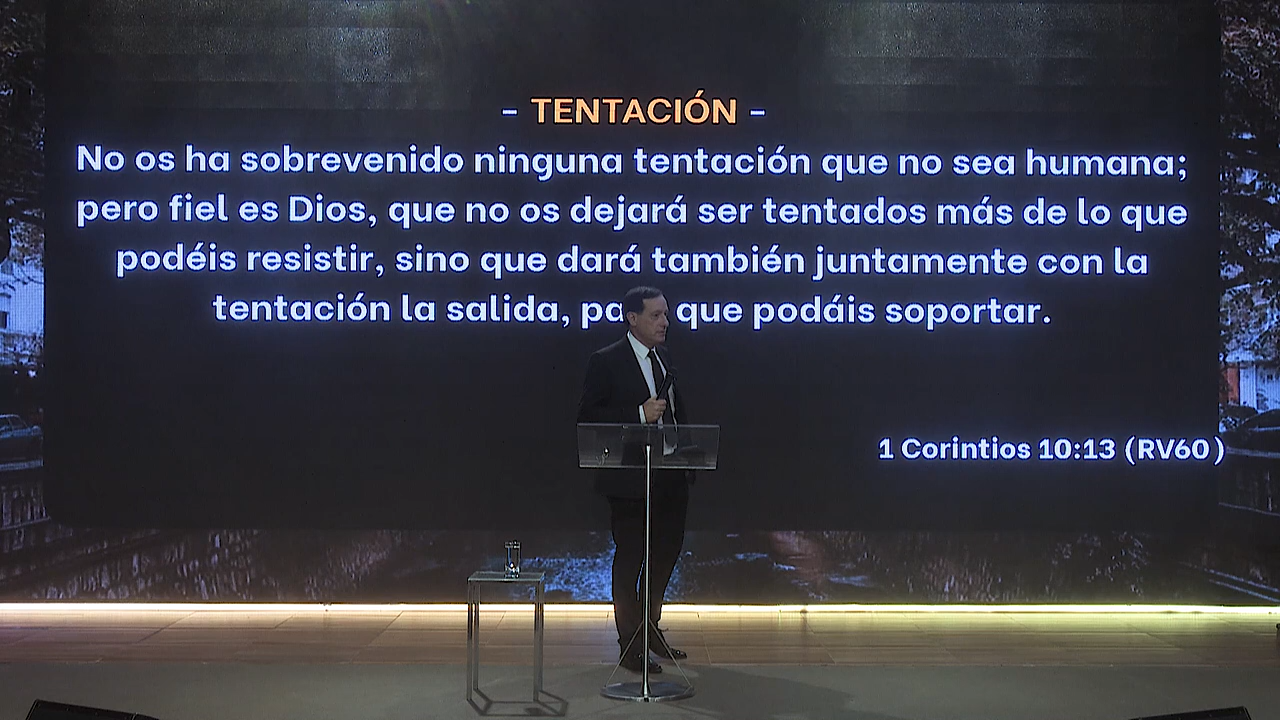 - TENTACIÓN -
No os ha sobrevenido ninguna tentación que no sea humana;
pero fiel es Dios, que no os dejará ser tentados más de lo que
podéis resistir, sino que dará también juntamente con la
tentación la salida, que podáis soportar.
1 Corintios 10:13 (RV60)